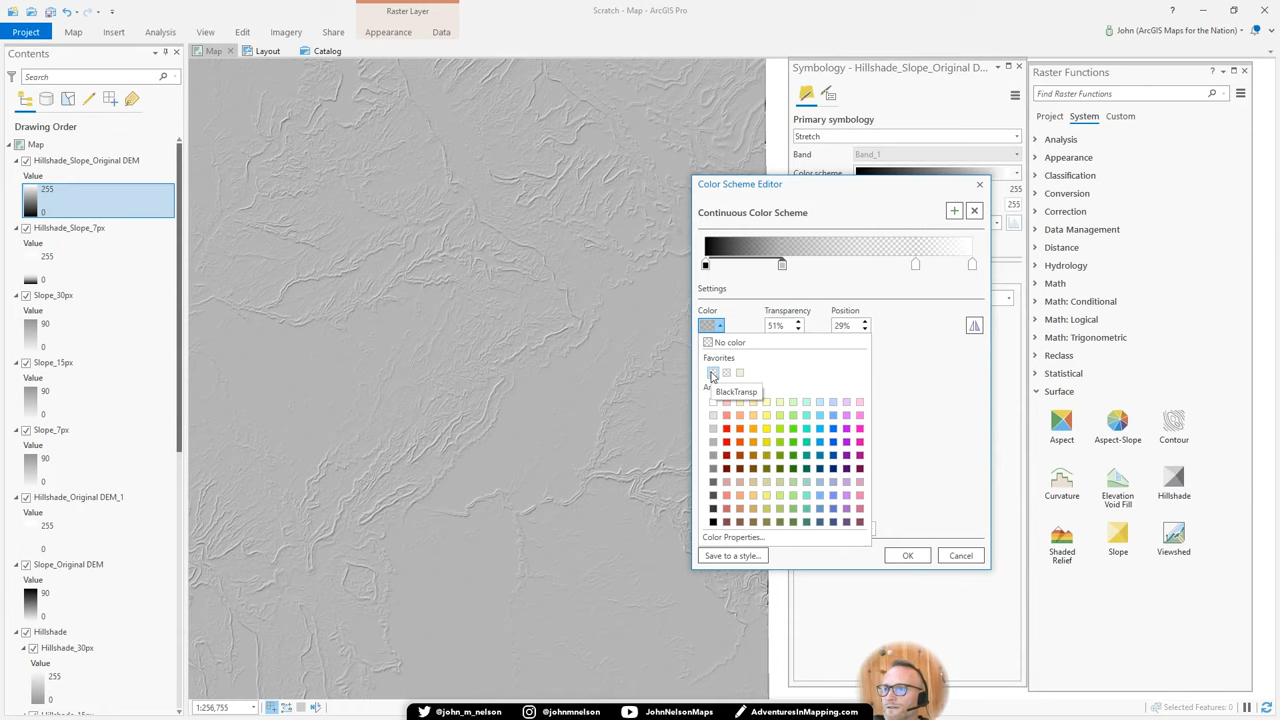 Raster Layer
Scratch - Map - ArcGIS Pro
Project Map Insert Analysis View Edit Imagery Share Appearance Data
John (ArcGIS Maps for the Nation)
Contents
Search
Drawing Order
Map
Hillshade_Slope_Original DEM
Value
255
0
Hillshade_Slope_7px
Value
255
0
Slope_30px
Value
90
0
Slope_15px
Value
90
0
Slope_7px
Value
90
0
Hillshade_Original DEM_1
Value
255
0
Slope_Original DEM
Value
90
0
Hillshade
Hillshade_30px
Value
255
0
Map Layout Catalog
1:256,755
Symbology - Hillshade_Slope_Original D...
Primary symbology
Stretch
Band Band_1
Color scheme
255
255
Color Scheme Editor
Continuous Color Scheme
Settings
Color Transparency Position
51% 29%
No color
Favorites
BlackTransp
Color Properties...
Save to a style... OK Cancel
Raster Functions
Find Raster Functions
Project System Custom
Analysis
Appearance
Classification
Conversion
Correction
Data Management
Distance
Hydrology
Math
Math: Conditional
Math: Logical
Math: Trigonometric
Reclass
Statistical
Surface
Aspect Aspect-Slope Contour
Curvature Elevation Void Fill Hillshade
Shaded Relief Slope Viewshed
Selected Features: 0
@john_m_nelson @johnmnelson JohnNelsonMaps AdventuresInMapping.com